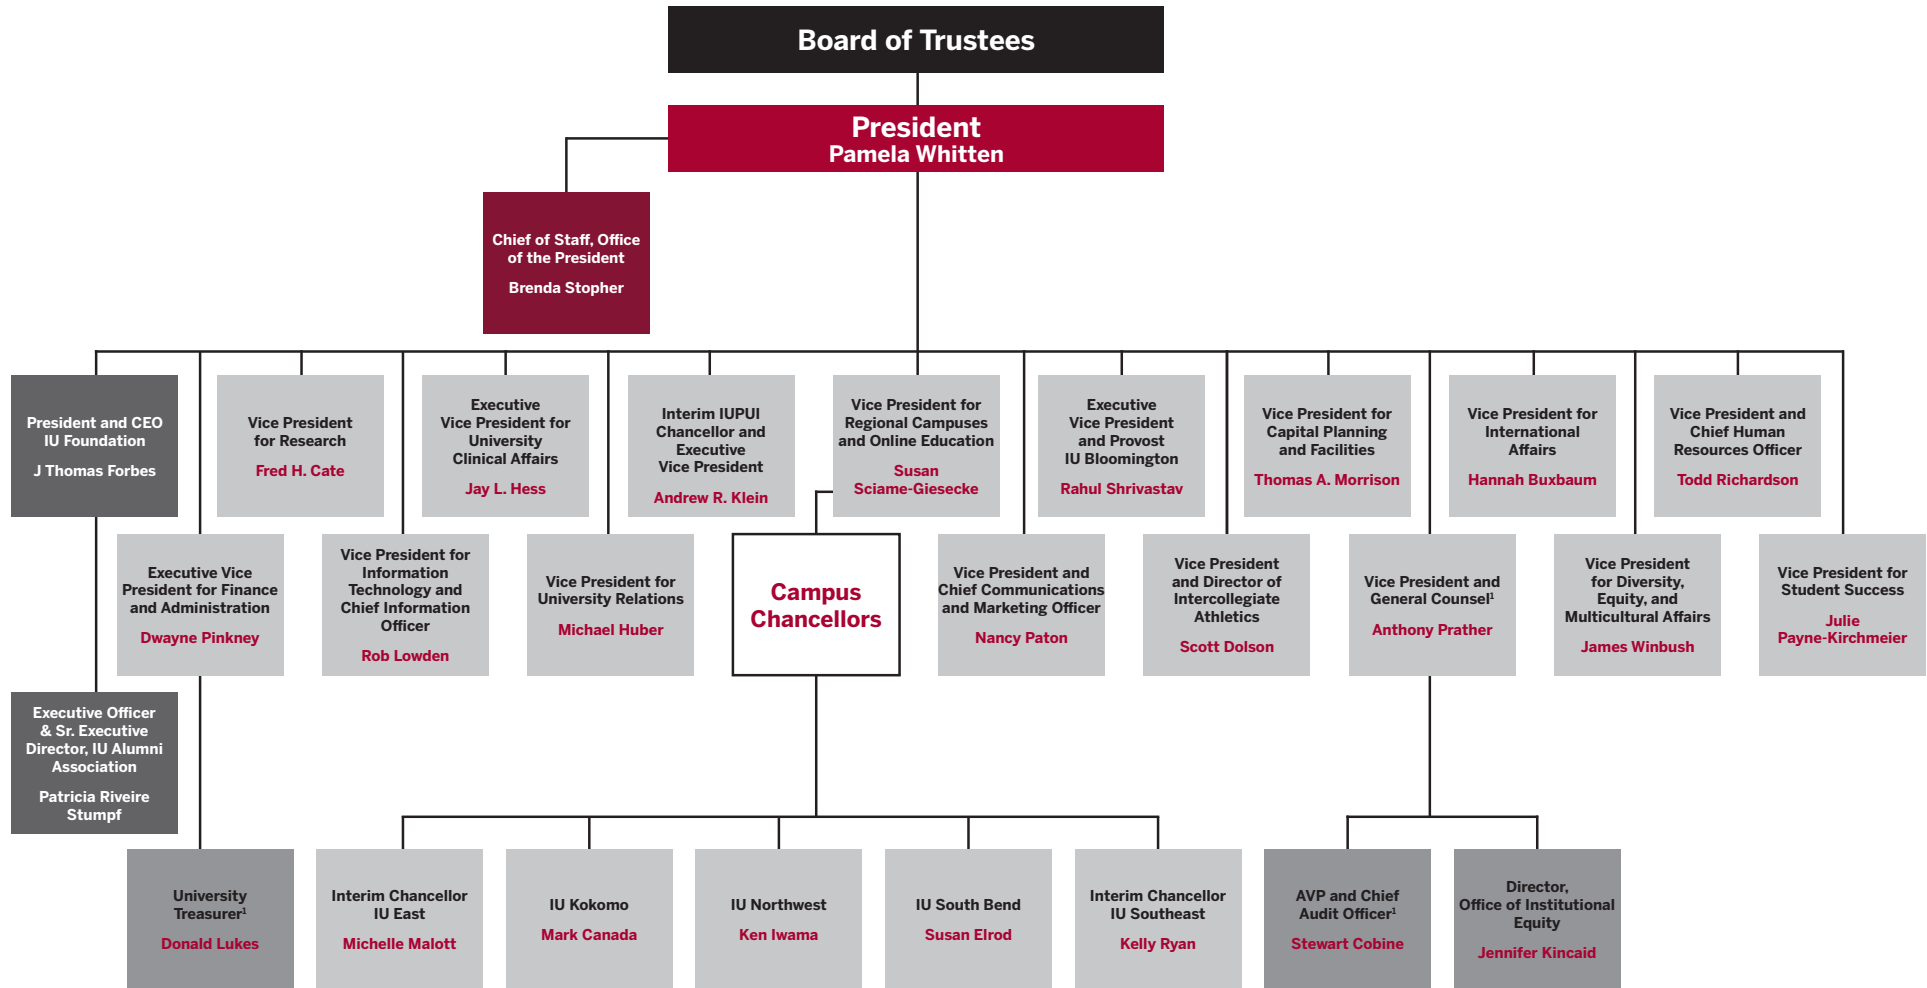 Board of Trustees
President
Pamela Whitten
Chief of Staff, Office
of the President
Brenda Stopher
President and CEO
IU Foundation
J Thomas Forbes
Vice President
for Research
Fred H. Cate
Executive
Vice President for
University
Clinical Affairs
Jay L. Hess
Interim IUPUI
Chancellor and
Executive
Vice President
Andrew R. Klein
Vice President for
Regional Campuses
and Online Education
Susan
Sciame-Giesecke
Executive
Vice President
and Provost
IU Bloomington
Rahul Shrivastav
Vice President for
Capital Planning
and Facilities
Thomas A. Morrison
Vice President for
International
Affairs
Hannah Buxbaum
Vice President and
Chief Human
Resources Officer
Todd Richardson
Executive Vice
President for Finance
and Administration
Dwayne Pinkney
Vice President for
Information
Technology and
Chief Information
Officer
Rob Lowden
Vice President for
University Relations
Michael Huber
Campus
Chancellors
Vice President and
Chief Communications
and Marketing Officer
Nancy Paton
Vice President
and Director of
Intercollegiate
Athletics
Scott Dolson
Vice President and
General Counsel¹
Anthony Prather
Vice President
for Diversity,
Equity, and
Multicultural Affairs
James Winbush
Vice President for
Student Success
Julie
Payne-Kirchmeier
Executive Officer
& Sr. Executive
Director, IU Alumni
Association
Patricia Riveire
Stumpf
University
Treasurer¹
Donald Lukes
Interim Chancellor
IU East
Michelle Malott
IU Kokomo
Mark Canada
IU Northwest
Ken Iwama
IU South Bend
Susan Elrod
Interim Chancellor
IU Southeast
Kelly Ryan
AVP and Chief
Audit Officer¹
Stewart Cobine
Director,
Office of Institutional
Equity
Jennifer Kincaid